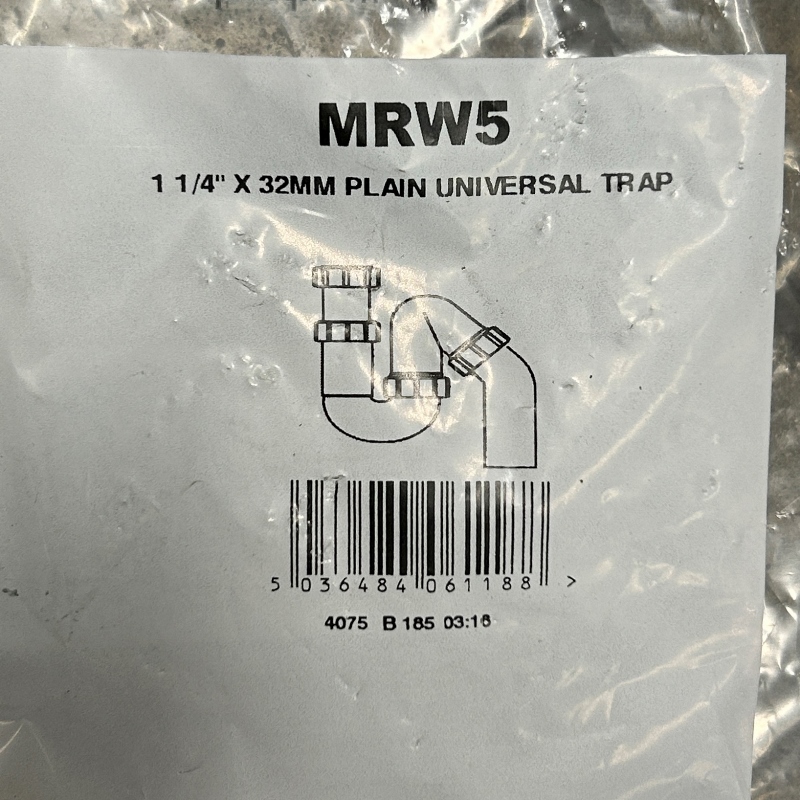 MRW5
1 1/4" X 32MM PLAIN UNIVERSAL TRAP
5 036484 061188 >
4075 B 185 03:16